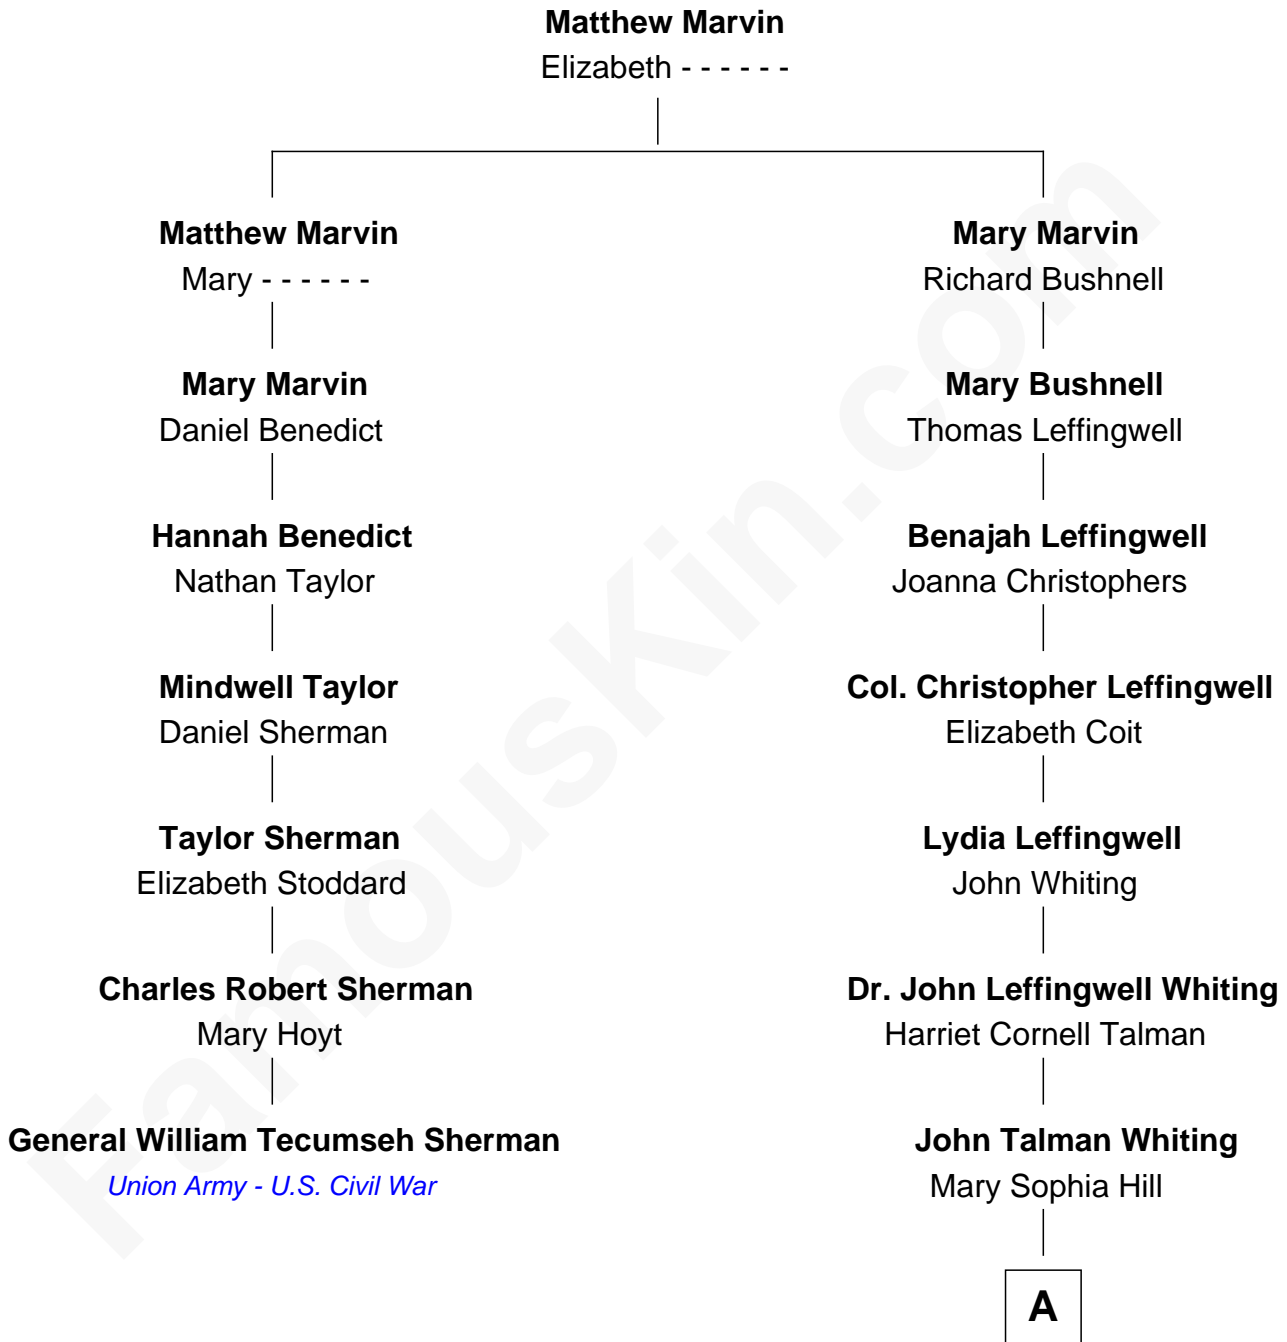 Matthew Marvin
Elizabeth - - - - - -
Matthew Marvin
Mary - - - - - -
Mary Marvin
Richard Bushnell
Mary Marvin
Daniel Benedict
Mary Bushnell
Thomas Leffingwell
Hannah Benedict
Nathan Taylor
Benajah Leffingwell
Joanna Christophers
Mindwell Taylor
Daniel Sherman
Col. Christopher Leffingwell
Elizabeth Coit
Taylor Sherman
Elizabeth Stoddard
Lydia Leffingwell
John Whiting
Charles Robert Sherman
Mary Hoyt
Dr. John Leffingwell Whiting
Harriet Cornell Talman
General William Tecumseh Sherman
Union Army - U.S. Civil War
John Talman Whiting
Mary Sophia Hill
A
FamousKin.com